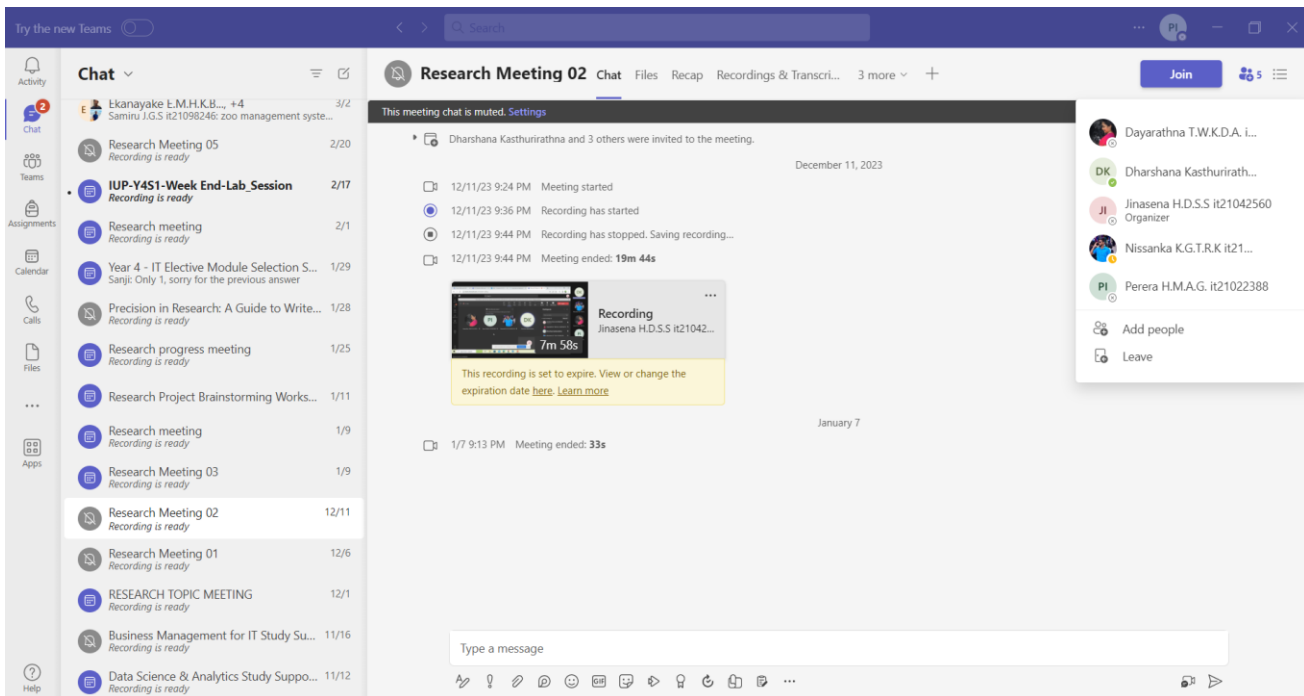 Try the new Teams
Search
PI
Activity
2
Chat
Teams
Assignments
Calendar
Calls
Files
Apps
Help
Chat
Ekanayake E.M.H.K.B..., +4 3/2
Samiru J.G.S it21098246: zoo management syste...
Research Meeting 05 2/20
Recording is ready
IUP-Y4S1-Week End-Lab_Session 2/17
Recording is ready
Research meeting 2/1
Recording is ready
Year 4 - IT Elective Module Selection S... 1/29
Sanji: Only 1, sorry for the previous answer
Precision in Research: A Guide to Write... 1/28
Recording is ready
Research progress meeting 1/25
Recording is ready
Research Project Brainstorming Works... 1/11
Research meeting 1/9
Recording is ready
Research Meeting 03 1/9
Recording is ready
Research Meeting 02 12/11
Recording is ready
Research Meeting 01 12/6
Recording is ready
RESEARCH TOPIC MEETING 12/1
Recording is ready
Business Management for IT Study Su... 11/16
Recording is ready
Data Science & Analytics Study Suppo... 11/12
Recording is ready
Research Meeting 02 Chat Files Recap Recordings & Transcri... 3 more
Join
5
This meeting chat is muted. Settings
Dharshana Kasthurirathna and 3 others were invited to the meeting.
December 11, 2023
12/11/23 9:24 PM Meeting started
12/11/23 9:36 PM Recording has started
12/11/23 9:44 PM Recording has stopped. Saving recording...
12/11/23 9:44 PM Meeting ended: 19m 44s
Recording
Jinasena H.D.S.S it21042...
7m 58s
This recording is set to expire. View or change the
expiration date here. Learn more
January 7
1/7 9:13 PM Meeting ended: 33s
Type a message
GIF
Dayarathna T.W.K.D.A. i...
DK Dharshana Kasthurirath...
JI Jinasena H.D.S.S it21042560
Organizer
Nissanka K.G.T.R.K it21...
PI Perera H.M.A.G. it21022388
Add people
Leave